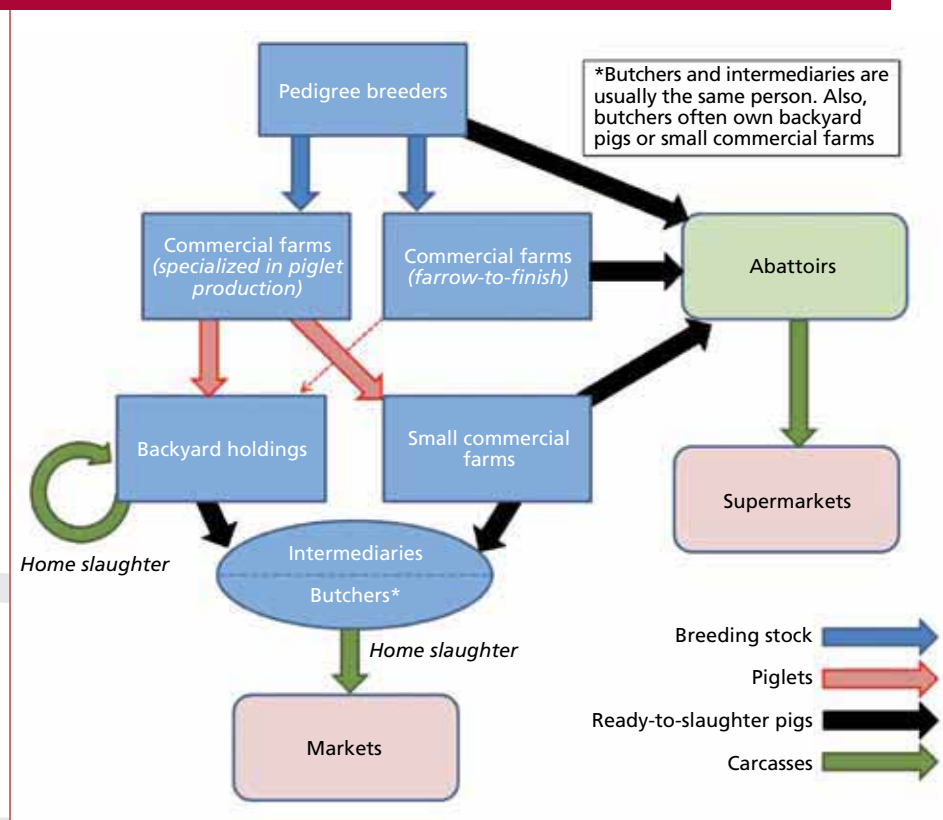 Pedigree breeders
*Butchers and intermediaries are
usually the same person. Also,
butchers often own backyard
pigs or small commercial farms
Commercial farms
(specialized in piglet
production)
Commercial farms
(farrow-to-finish)
Abattoirs
Backyard holdings
Small commercial
farms
Supermarkets
Home slaughter
Intermediaries
Butchers*
Home slaughter
Markets
Breeding stock
Piglets
Ready-to-slaughter pigs
Carcasses